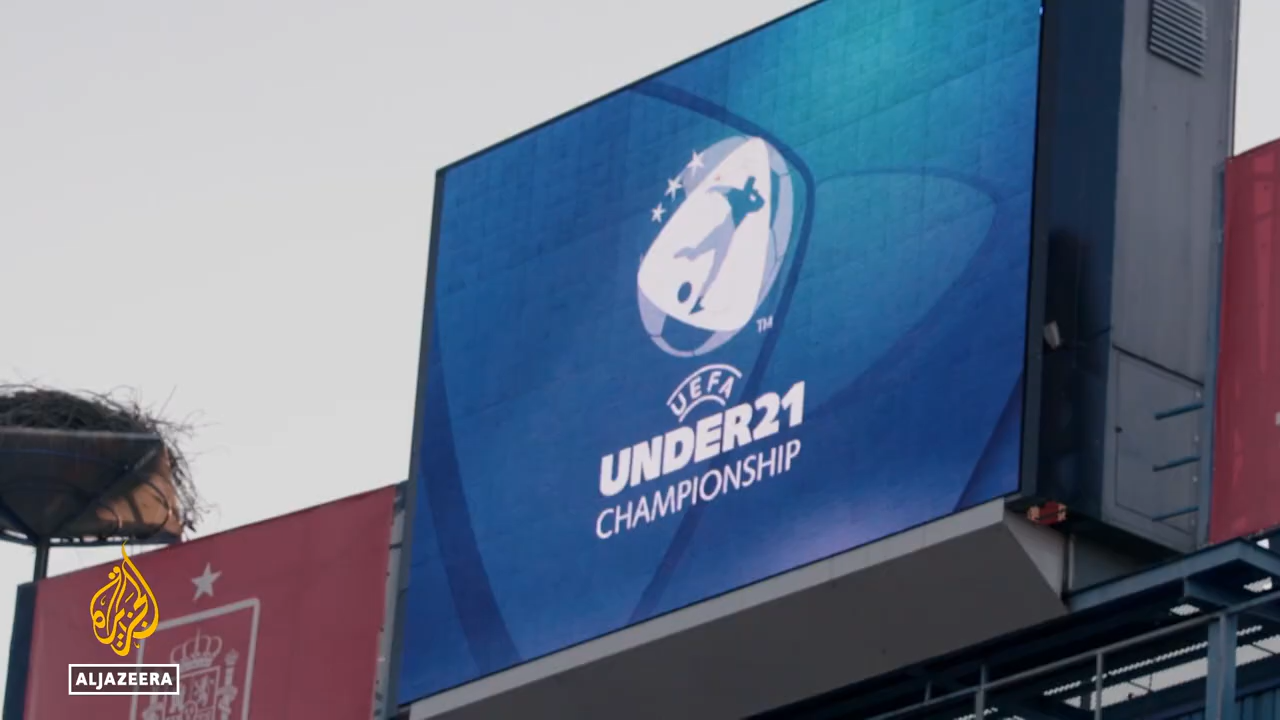 TM
UEFA
UNDER21
CHAMPIONSHIP
الجزيرة
ALJAZEERA